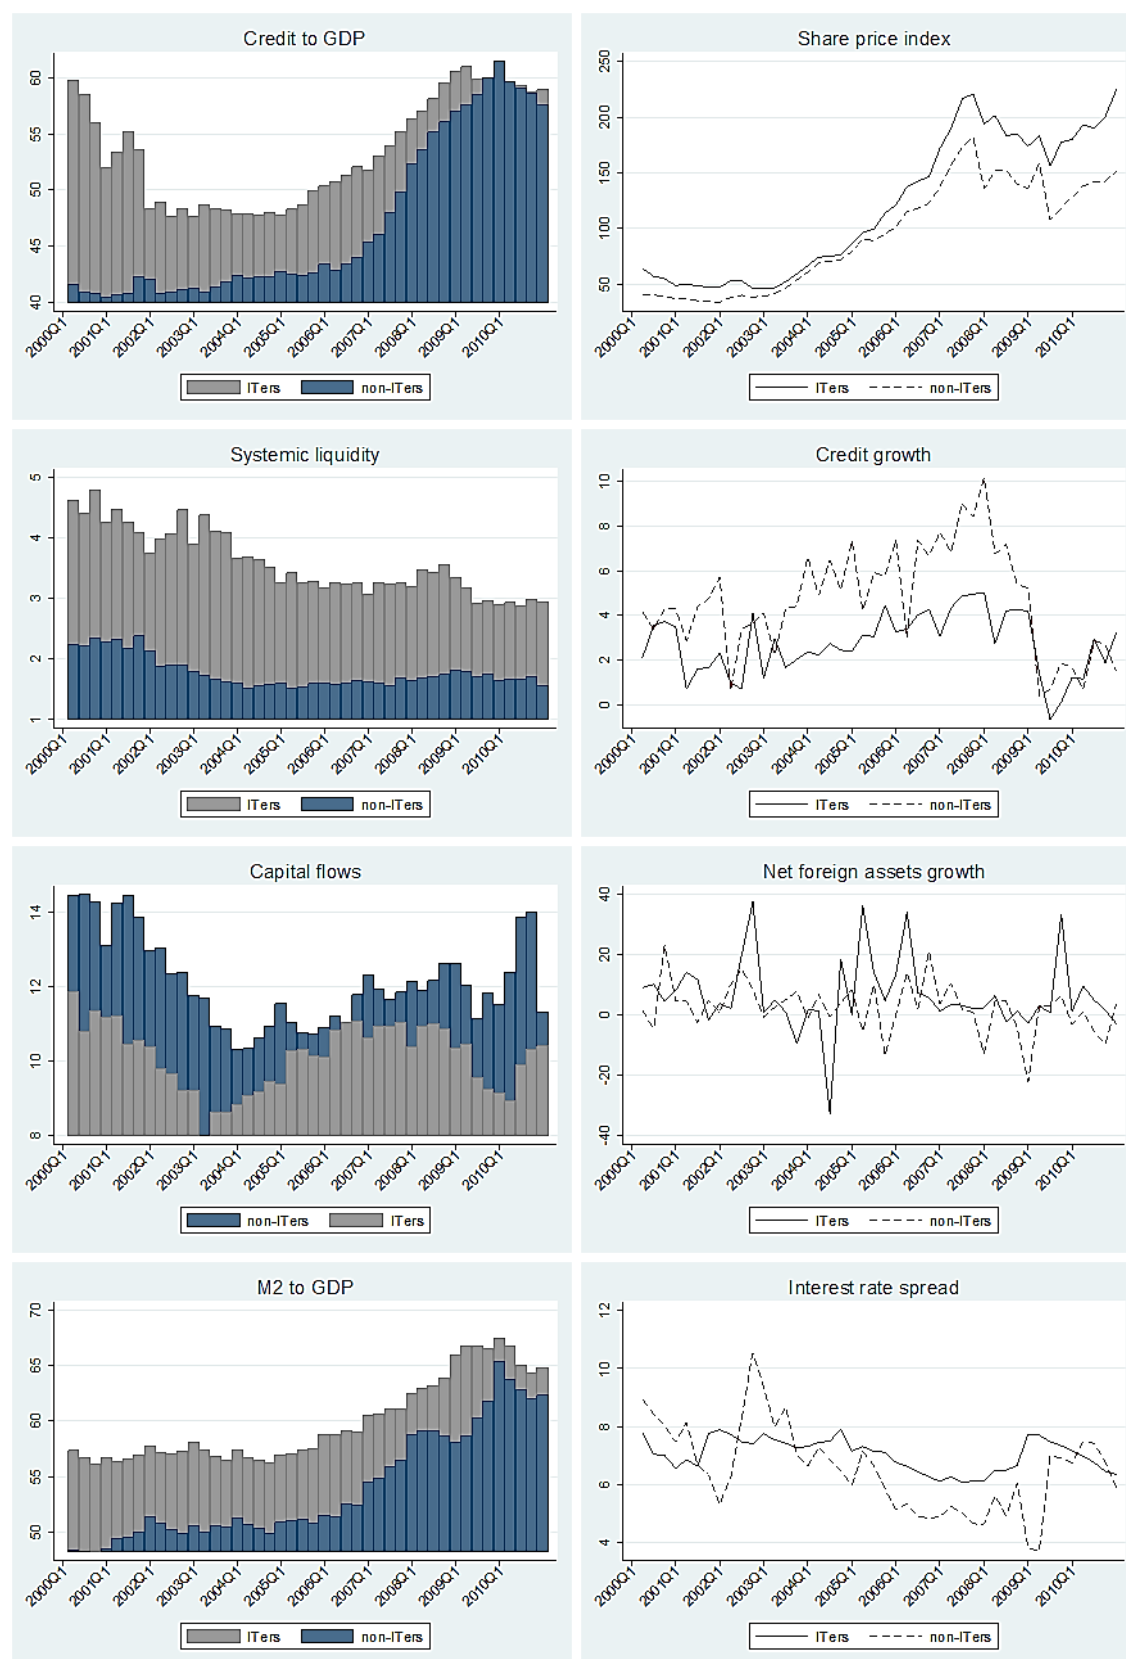 Credit to GDP
60
55
50
45
40
2000Q1 2001Q1 2002Q1 2003Q1 2004Q1 2005Q1 2006Q1 2007Q1 2008Q1 2009Q1 2010Q1
ITers non-ITers
Share price index
250
200
150
100
50
2000Q1 2001Q1 2002Q1 2003Q1 2004Q1 2005Q1 2006Q1 2007Q1 2008Q1 2009Q1 2010Q1
ITers non-ITers
Systemic liquidity
5
4
3
2
1
2000Q1 2001Q1 2002Q1 2003Q1 2004Q1 2005Q1 2006Q1 2007Q1 2008Q1 2009Q1 2010Q1
ITers non-ITers
Credit growth
10
8
6
4
2
0
2000Q1 2001Q1 2002Q1 2003Q1 2004Q1 2005Q1 2006Q1 2007Q1 2008Q1 2009Q1 2010Q1
ITers non-ITers
Capital flows
14
12
10
8
2000Q1 2001Q1 2002Q1 2003Q1 2004Q1 2005Q1 2006Q1 2007Q1 2008Q1 2009Q1 2010Q1
non-ITers ITers
Net foreign assets growth
40
20
0
-20
-40
2000Q1 2001Q1 2002Q1 2003Q1 2004Q1 2005Q1 2006Q1 2007Q1 2008Q1 2009Q1 2010Q1
ITers non-ITers
M2 to GDP
70
65
60
55
50
2000Q1 2001Q1 2002Q1 2003Q1 2004Q1 2005Q1 2006Q1 2007Q1 2008Q1 2009Q1 2010Q1
ITers non-ITers
Interest rate spread
12
10
8
6
4
2000Q1 2001Q1 2002Q1 2003Q1 2004Q1 2005Q1 2006Q1 2007Q1 2008Q1 2009Q1 2010Q1
ITers non-ITers